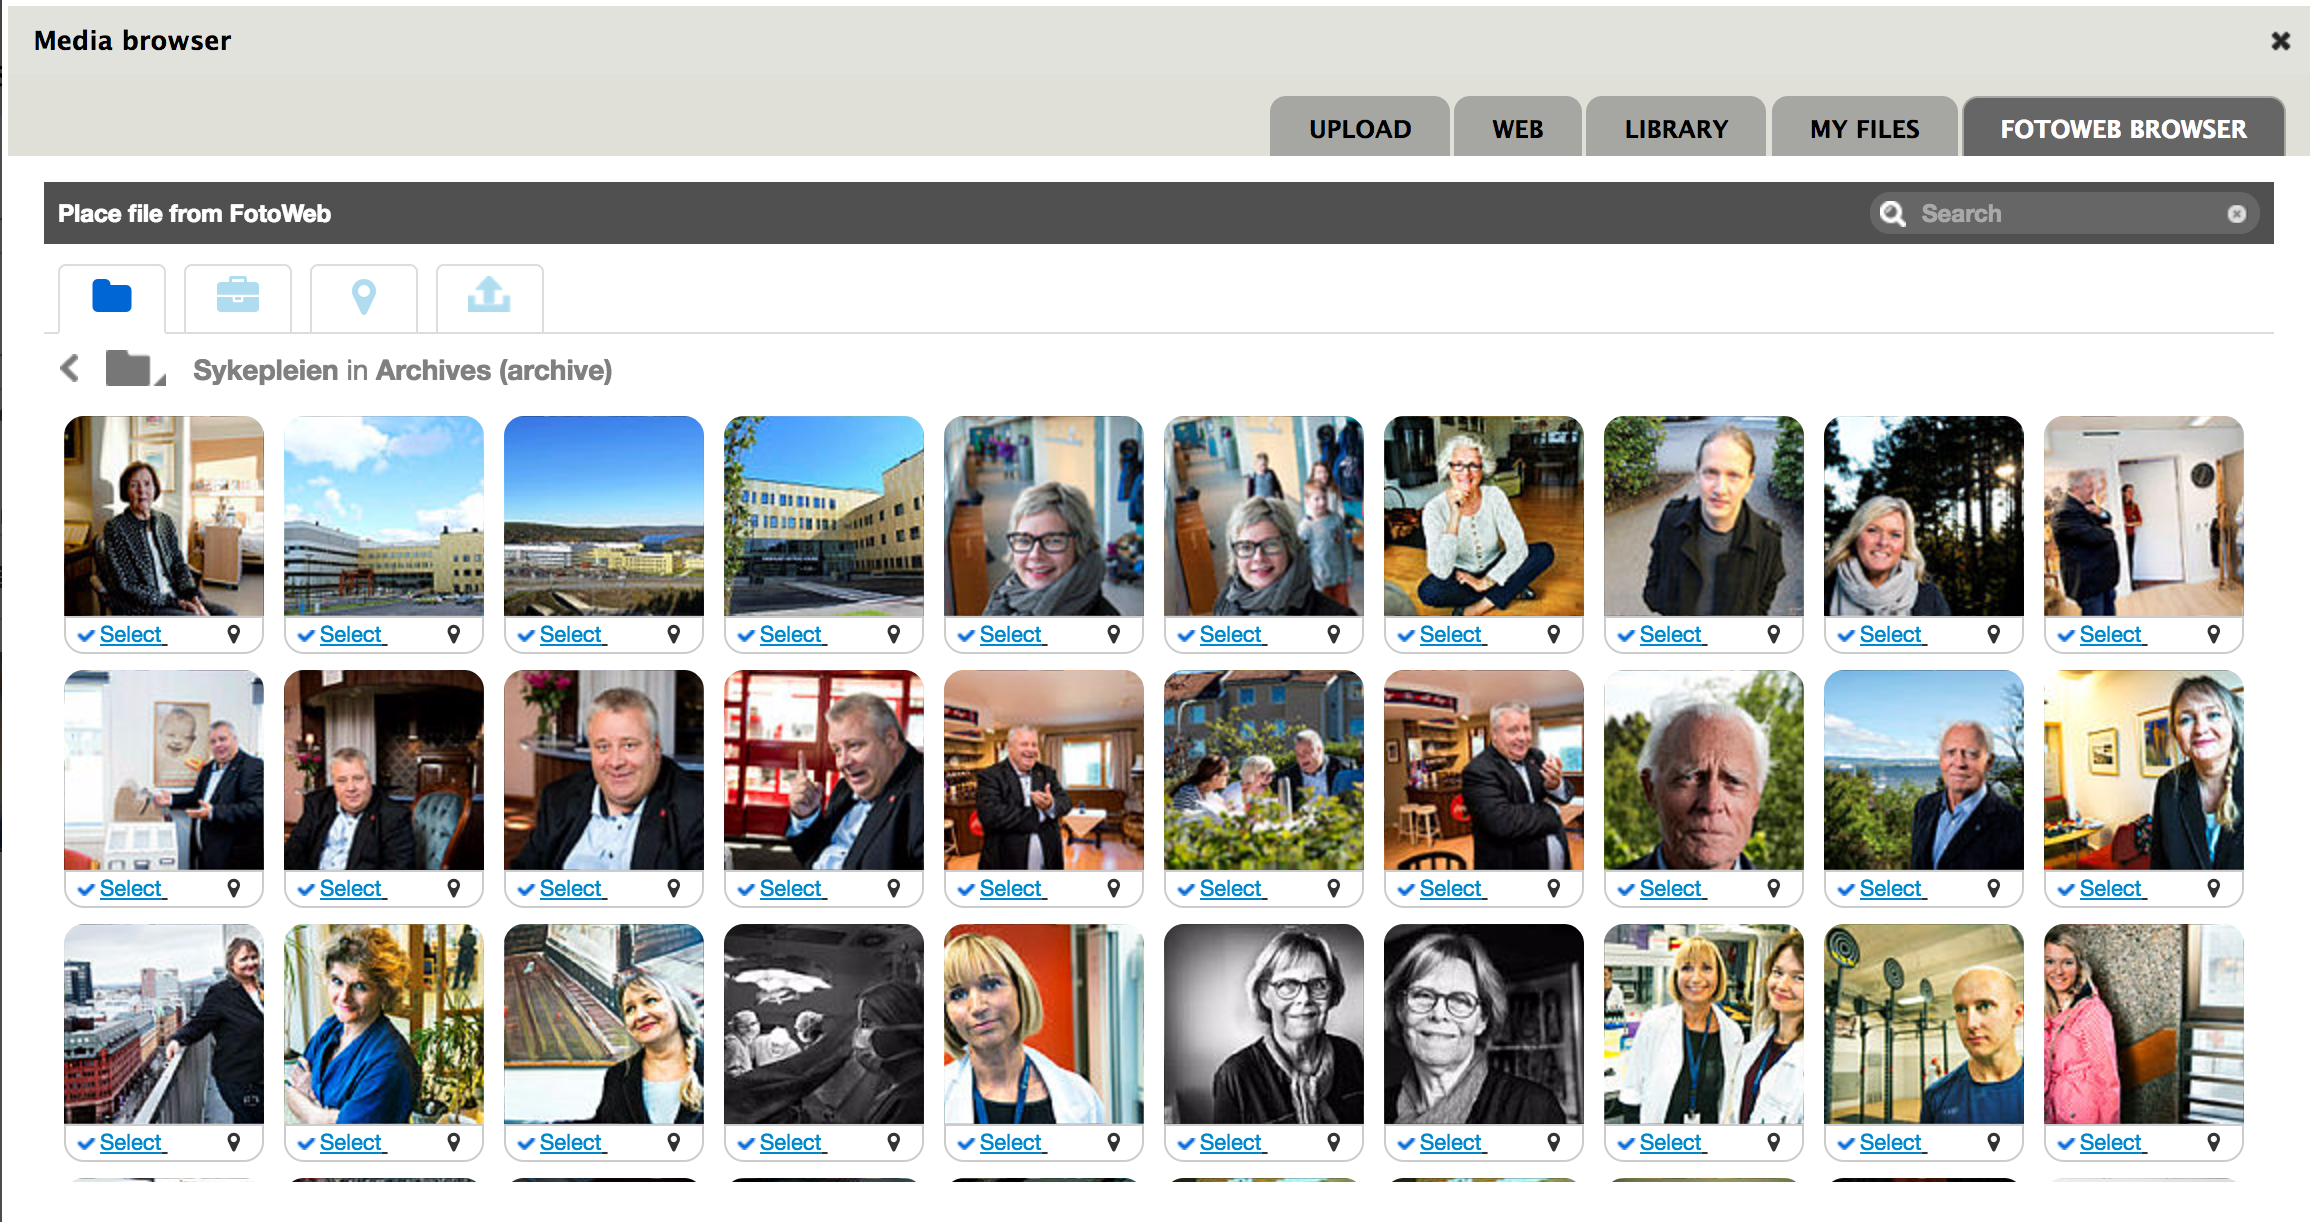 Media browser
UPLOAD WEB LIBRARY MY FILES FOTOWEB BROWSER
Place file from FotoWeb Search
Sykepleien in Archives (archive)
Select Select Select Select Select Select Select Select Select Select
Select Select Select Select Select Select Select Select Select Select
Select Select Select Select Select Select Select Select Select Select